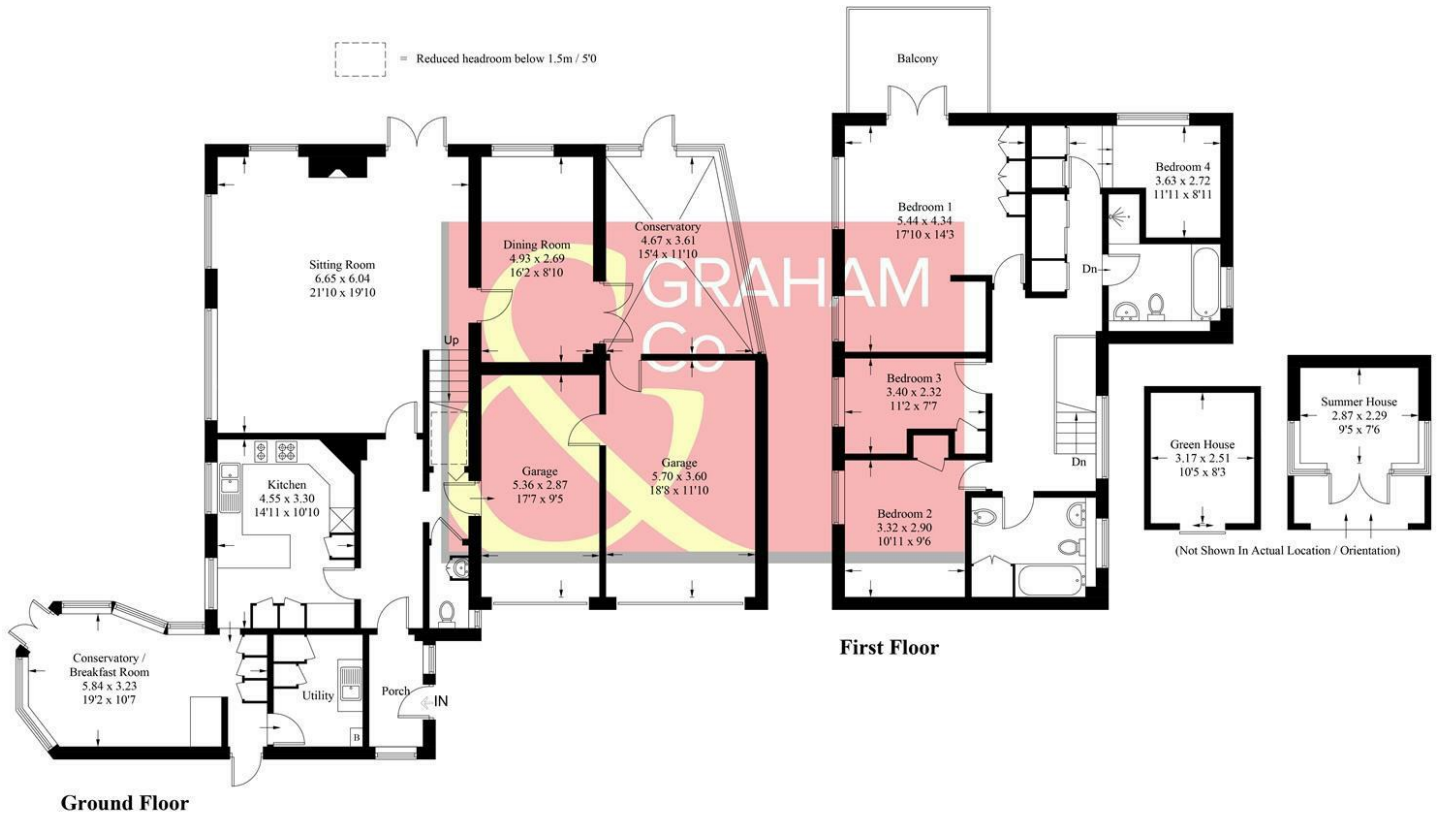 = Reduced headroom below 1.5m / 5'0
Balcony
Sitting Room
6.65 x 6.04
21'10 x 19'10
Dining Room
4.93 x 2.69
16'2 x 8'10
Conservatory
4.67 x 3.61
15'4 x 11'10
Up
Kitchen
4.55 x 3.30
14'11 x 10'10
Garage
5.36 x 2.87
17'7 x 9'5
Garage
5.70 x 3.60
18'8 x 11'10
Conservatory /
Breakfast Room
5.84 x 3.23
19'2 x 10'7
Utility
B
Porch
IN
Ground Floor
& GRAHAM
Co
Bedroom 1
5.44 x 4.34
17'10 x 14'3
Bedroom 4
3.63 x 2.72
11'11 x 8'11
Dn
Bedroom 3
3.40 x 2.32
11'2 x 7'7
Dn
Bedroom 2
3.32 x 2.90
10'11 x 9'6
First Floor
Green House
3.17 x 2.51
10'5 x 8'3
Summer House
2.87 x 2.29
9'5 x 7'6
(Not Shown In Actual Location / Orientation)